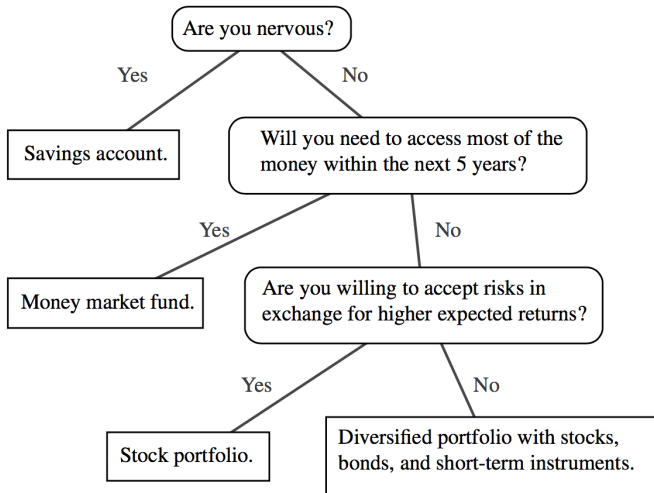 Are you nervous?
Yes
No
Savings account.
Will you need to access most of the
money within the next 5 years?
Yes
No
Money market fund.
Are you willing to accept risks in
exchange for higher expected returns?
Yes
No
Stock portfolio.
Diversified portfolio with stocks,
bonds, and short-term instruments.